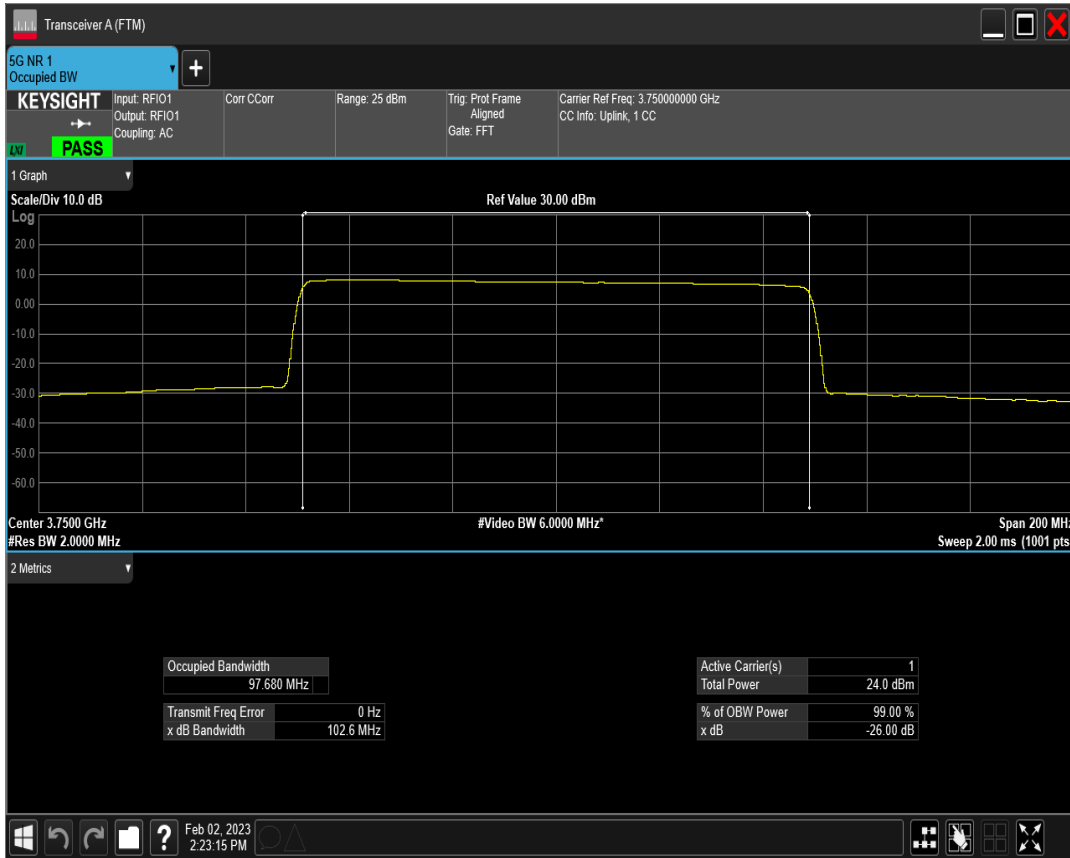 Transceiver A (FTM)
5G NR 1
Occupied BW
+
KEYSIGHT
LXI
PASS
Input: RFIO1
Output: RFIO1
Coupling: AC
Corr CCorr
Range: 25 dBm
Trig: Prot Frame
Aligned
Gate: FFT
Carrier Ref Freq: 3.750000000 GHz
CC Info: Uplink, 1 CC
1 Graph
Scale/Div 10.0 dB
Ref Value 30.00 dBm
Log
20.0
10.0
0.00
-10.0
-20.0
-30.0
-40.0
-50.0
-60.0
Center 3.7500 GHz
#Video BW 6.0000 MHz*
Span 200 MHz
#Res BW 2.0000 MHz
Sweep 2.00 ms (1001 pts
2 Metrics
Occupied Bandwidth
97.680 MHz
Transmit Freq Error 0 Hz
x dB Bandwidth 102.6 MHz
Active Carrier(s) 1
Total Power 24.0 dBm
% of OBW Power 99.00 %
x dB -26.00 dB
?
Feb 02, 2023
2:23:15 PM